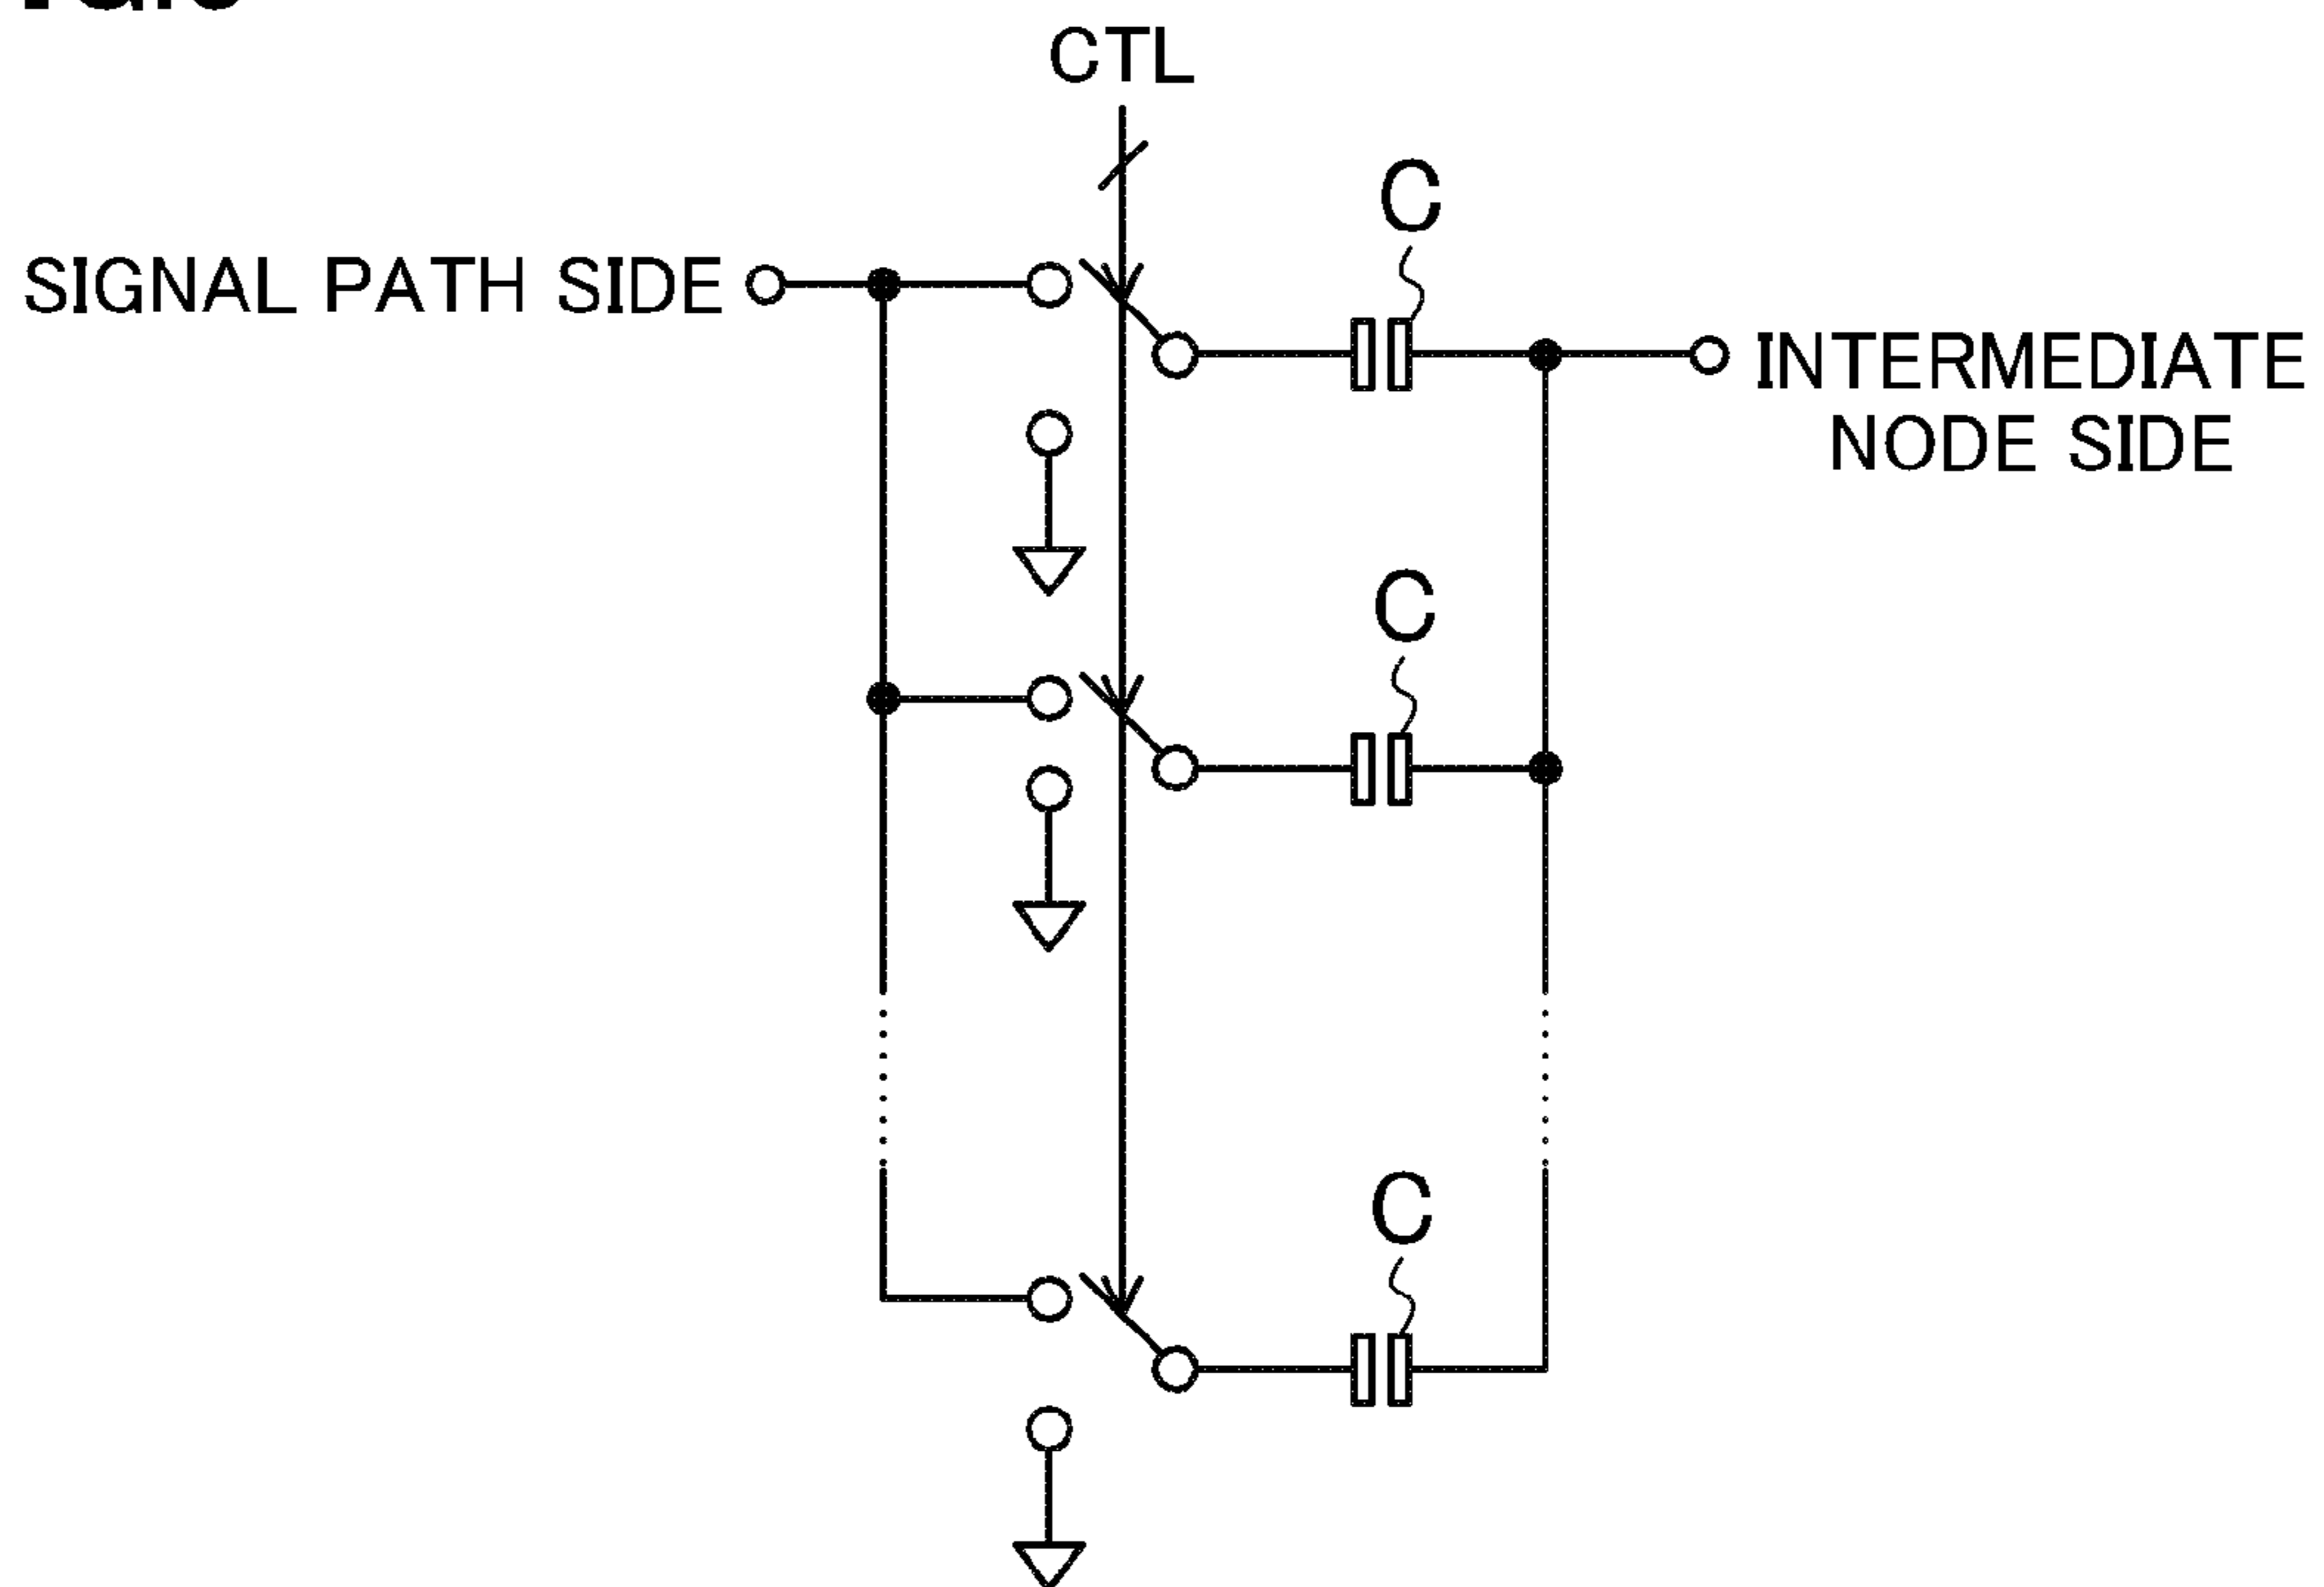 CTL
C
SIGNAL PATH SIDE
INTERMEDIATE
NODE SIDE
C
C